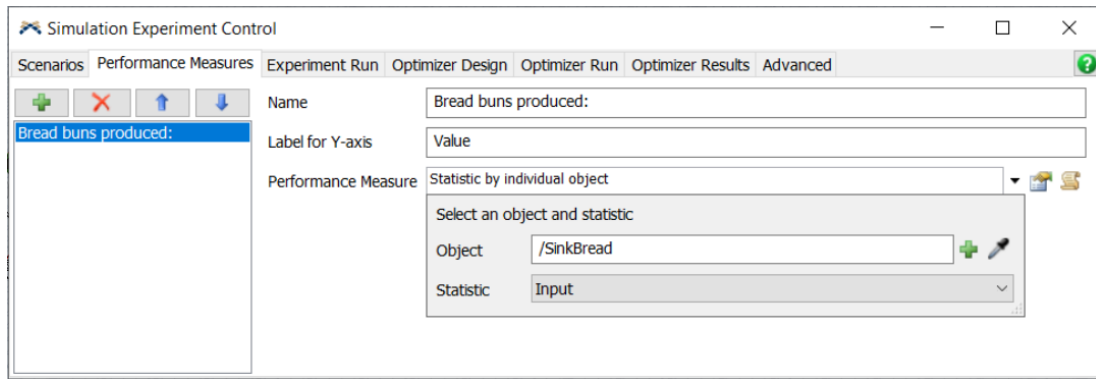 Simulation Experiment Control
Scenarios Performance Measures Experiment Run Optimizer Design Optimizer Run Optimizer Results Advanced
Name Bread buns produced:
Bread buns produced:
Label for Y-axis Value
Performance Measure Statistic by individual object
Select an object and statistic
Object /SinkBread
Statistic Input